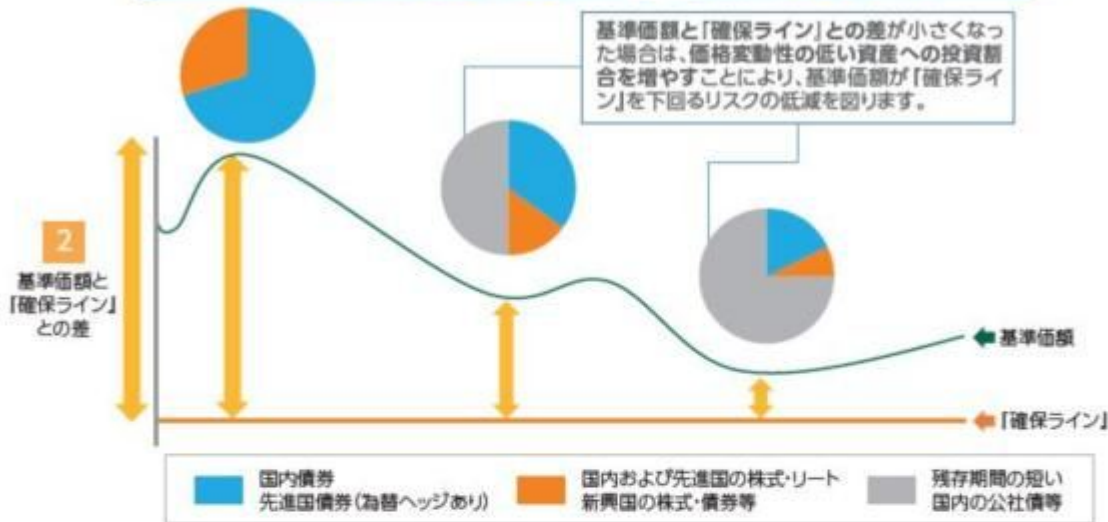 基準価額と『確保ライン』との差が小さくなっ
た場合は、価格変動性の低い資産への投資割
合を増やすことにより、基準価額が『確保ライ
ン』を下回るリスクの低減を図ります。
2
基準価額と
『確保ライン』
との差
基準価額
『確保ライン』
国内債券
先進国債券(為替ヘッジあり)
国内および先進国の株式・リート
新興国の株式・債券等
残存期間の短い
国内の公社債等